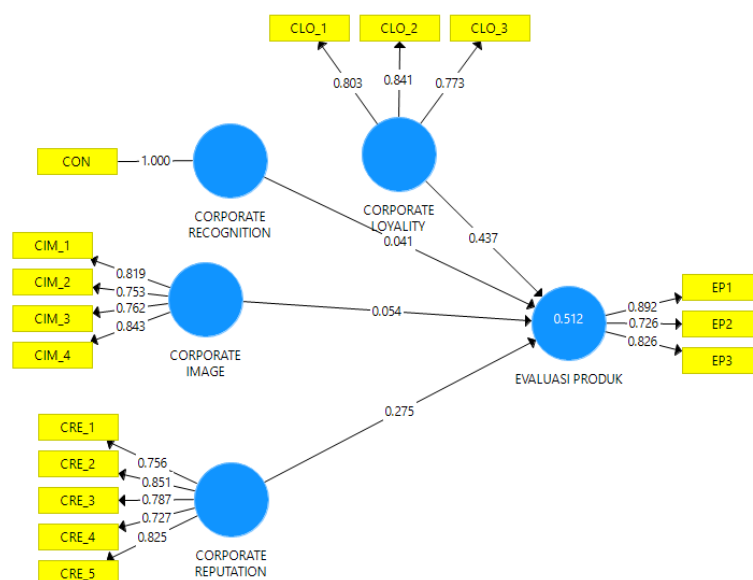 CLO_1
CLO_2
CLO_3
0.803
0.841
0.773
CON
1.000
CORPORATE
RECOGNITION
CORPORATE
LOYALITY
0.041
0.437
CIM_1
CIM_2
CIM_3
CIM_4
0.819
0.753
0.762
0.843
CORPORATE
IMAGE
0.054
0.512
EVALUASI PRODUK
0.892
0.726
0.826
EP1
EP2
EP3
0.275
CRE_1
CRE_2
CRE_3
CRE_4
CRE_5
0.756
0.851
0.787
0.727
0.825
CORPORATE
REPUTATION